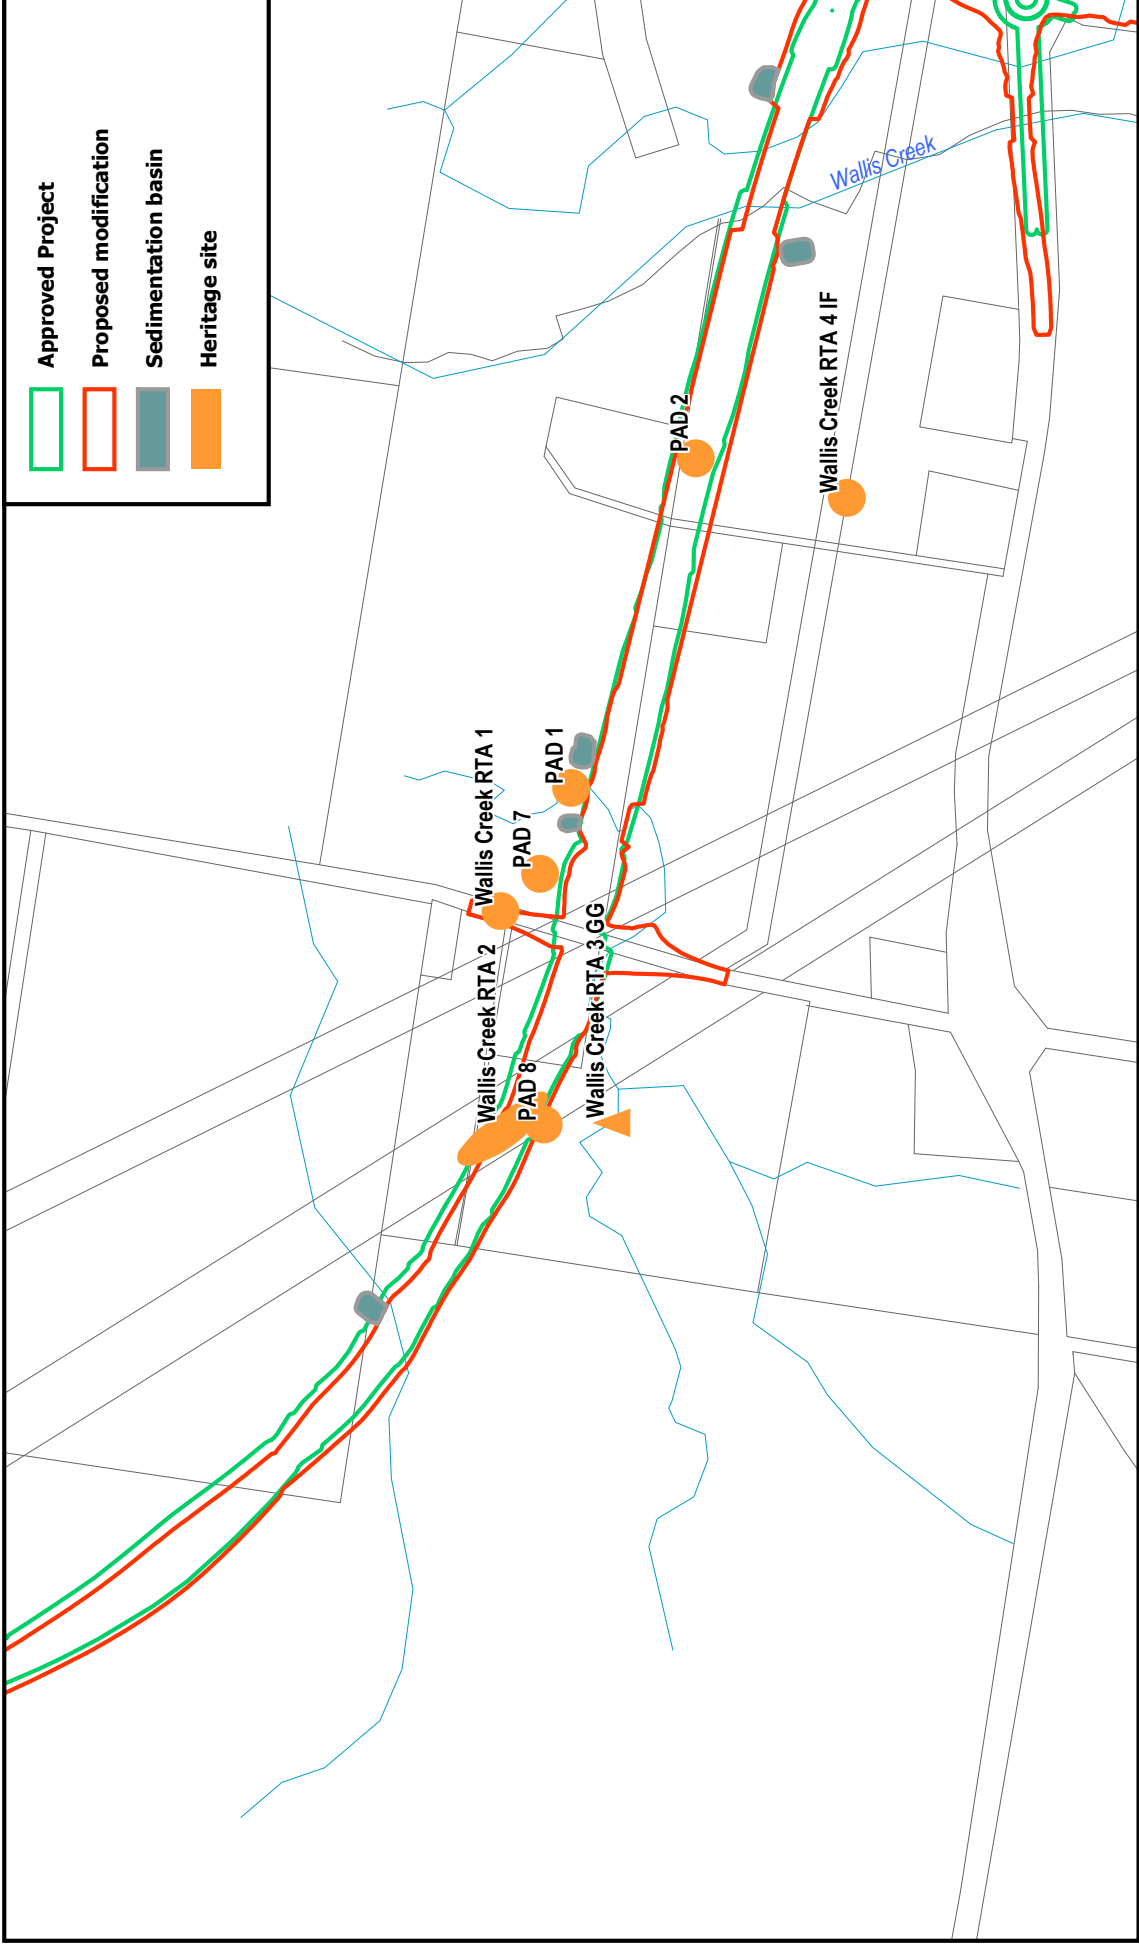 Approved Project
Proposed modification
Sedimentation basin
Heritage site
Wallis Creek RTA 2
Wallis Creek RTA 1
PAD 8
PAD 7
PAD 1
Wallis Creek RTA 3 GG
PAD 2
Wallis Creek RTA 4 IF
Wallis Creek